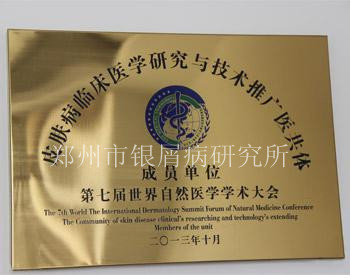 皮肤病临床医学研究与技术推广医共体
郑州市银屑病研究所
成员单位
第七届世界自然医学学术大会
The 7th World The International Dermatology Summit Forum of Natural Medicine Conference
The Community of skin disease clinical's researching and technology's extending
Members of the unit
二〇一三年十月